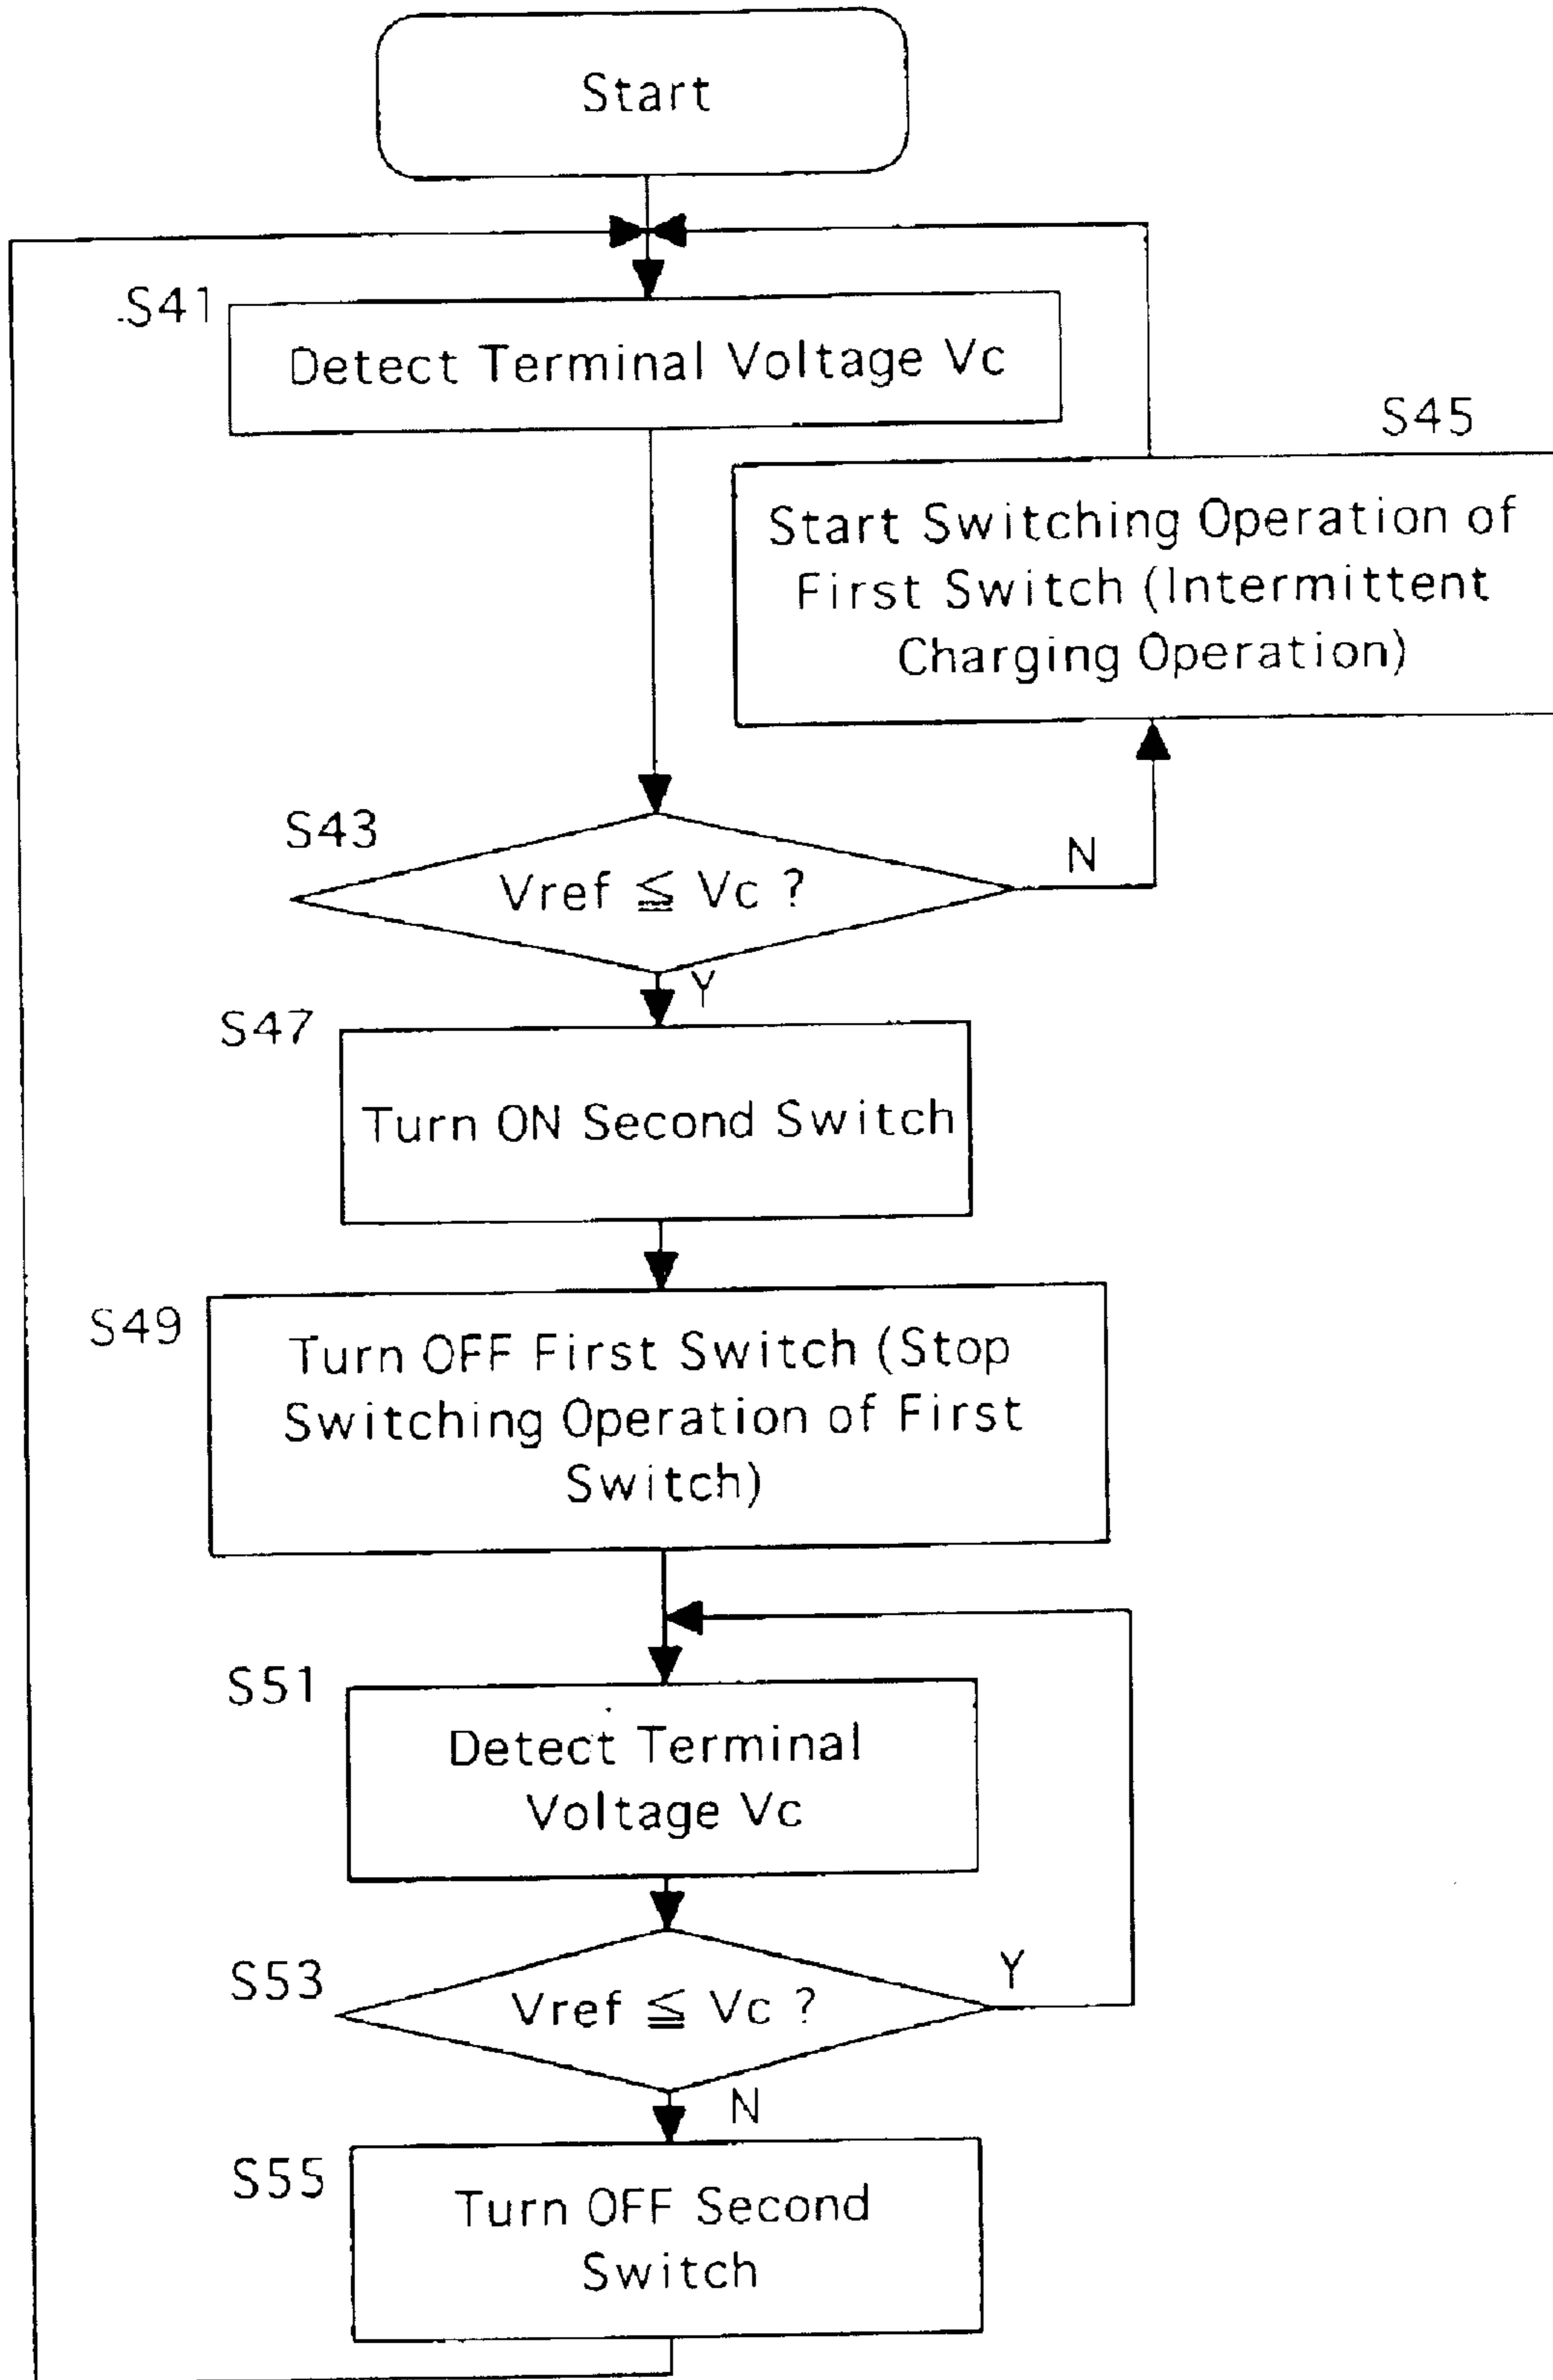 Start
S41
Detect Terminal Voltage Vc
S45
Start Switching Operation of
First Switch (Intermittent
Charging Operation)
S43
Vref ≦ Vc ?
N
Y
S47
Turn ON Second Switch
S49
Turn OFF First Switch (Stop
Switching Operation of First
Switch)
S51
Detect Terminal
Voltage Vc
S53
Vref ≦ Vc ?
Y
N
S55
Turn OFF Second
Switch